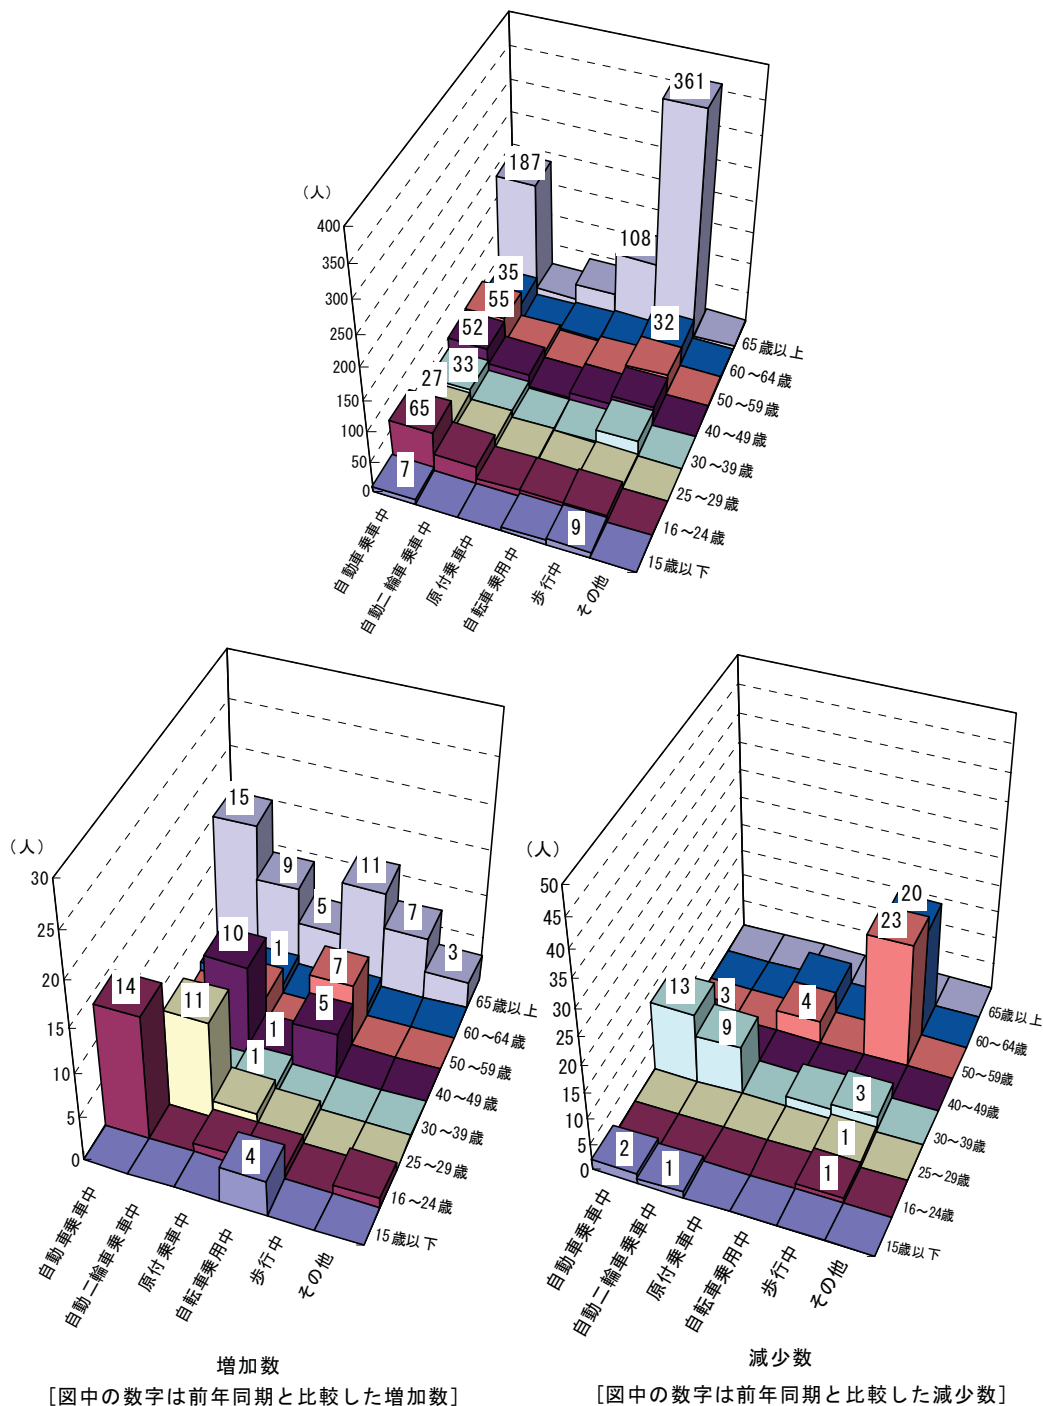 361
187
（人）
400
108
350
35
300
55
32
250
52
65歳以上
200
33
60～64歳
27
150
65
50～59歳
100
40～49歳
50
7
30～39歳
0
25～29歳
9
16～24歳
15歳以下
自動車乗車中
自動二輪車乗車中
原付乗車中
自転車乗用中
歩行中
その他
15
（人）
9
11
30
5
7
25
10
1
3
7
20
14
11
5
65歳以上
60～64歳
15
1
50～59歳
1
10
40～49歳
5
30～39歳
4
25～29歳
0
16～24歳
15歳以下
自動車乗車中
自動二輪車乗車中
原付乗車中
自転車乗用中
歩行中
その他
増加数
[図中の数字は前年同期と比較した増加数]
（人）
50
20
45
23
40
13
3
35
4
9
65歳以上
30
60～64歳
25
50～59歳
20
3
40～49歳
15
1
30～39歳
10
25～29歳
5
2
1
1
16～24歳
0
15歳以下
自動車乗車中
自動二輪車乗車中
原付乗車中
自転車乗用中
歩行中
その他
減少数
[図中の数字は前年同期と比較した減少数]